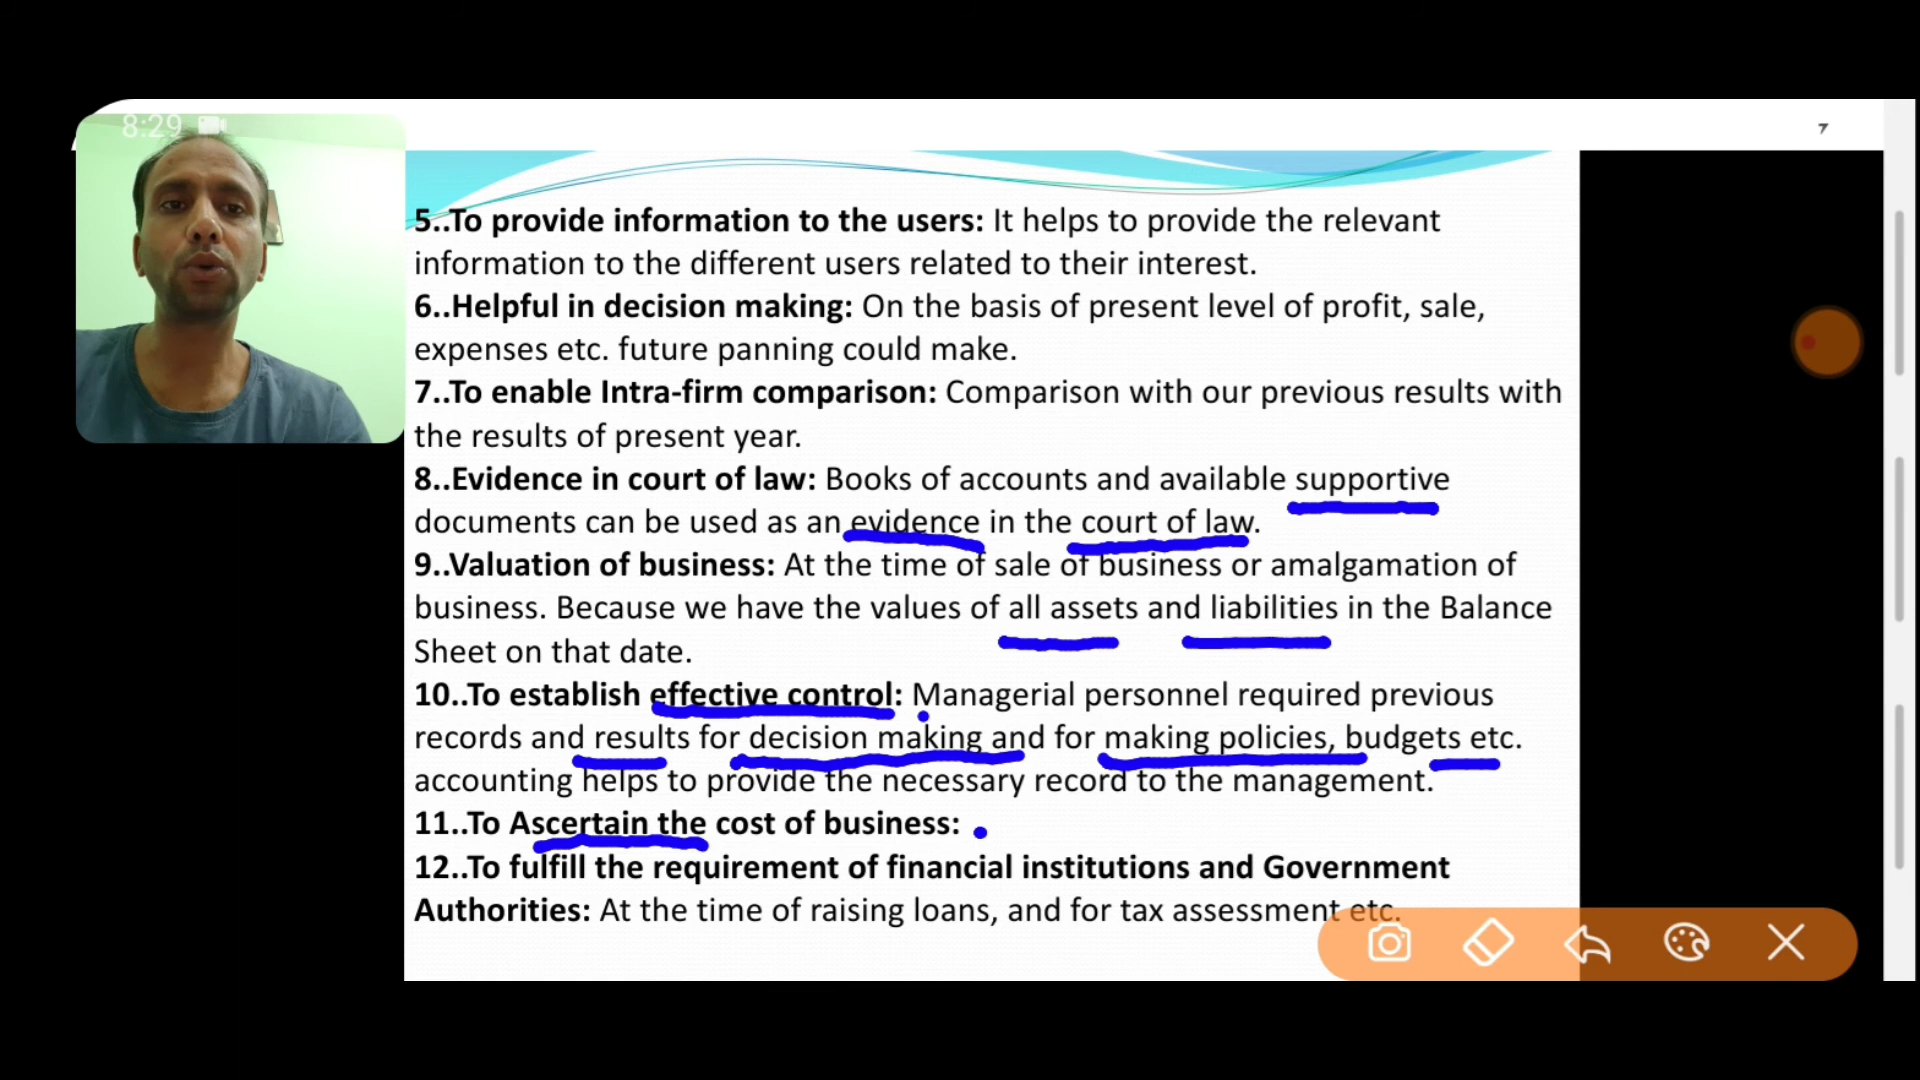 8:29
7
5..To provide information to the users: It helps to provide the relevant
information to the different users related to their interest.
6..Helpful in decision making: On the basis of present level of profit, sale,
expenses etc. future panning could make.
7..To enable Intra-firm comparison: Comparison with our previous results with
the results of present year.
8..Evidence in court of law: Books of accounts and available supportive
documents can be used as an evidence in the court of law.
9..Valuation of business: At the time of sale of business or amalgamation of
business. Because we have the values of all assets and liabilities in the Balance
Sheet on that date.
10..To establish effective control: Managerial personnel required previous
records and results for decision making and for making policies, budgets etc.
accounting helps to provide the necessary record to the management.
11..To Ascertain the cost of business:
12..To fulfill the requirement of financial institutions and Government
Authorities: At the time of raising loans, and for tax assessment etc.